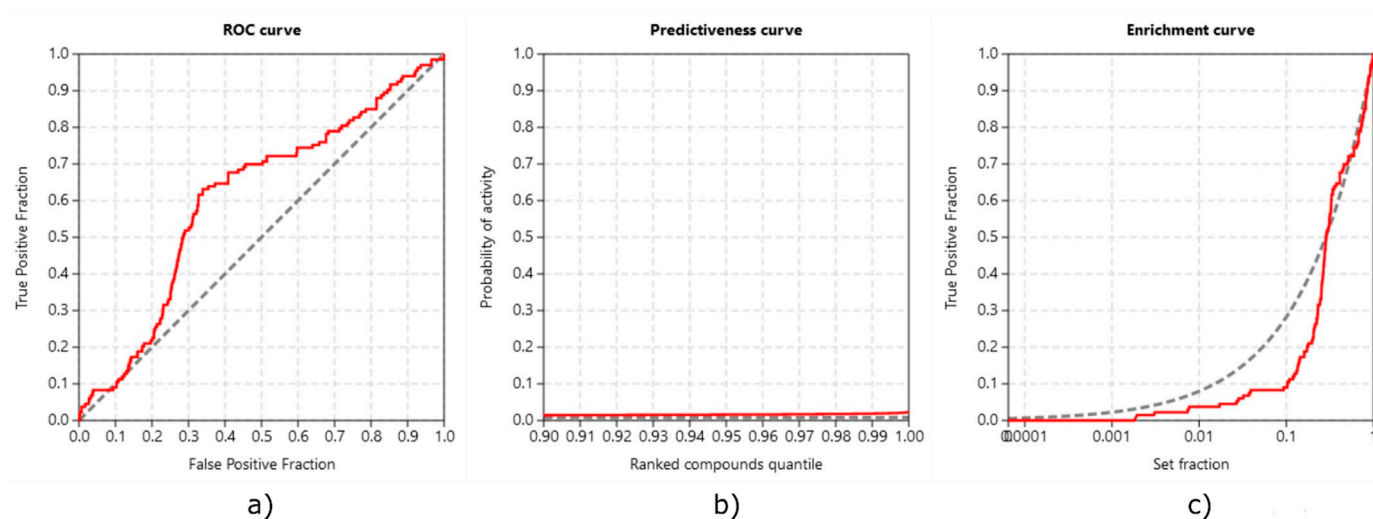 ROC curve
1.0
0.9
0.8
0.7
0.6
0.5
0.4
0.3
0.2
0.1
0.0
True Positive Fraction
0.0 0.1 0.2 0.3 0.4 0.5 0.6 0.7 0.8 0.9 1.0
False Positive Fraction
a)
Predictiveness curve
1.0
0.9
0.8
0.7
0.6
0.5
0.4
0.3
0.2
0.1
0.0
Probability of activity
0.90 0.91 0.92 0.93 0.94 0.95 0.96 0.97 0.98 0.99 1.00
Ranked compounds quantile
b)
Enrichment curve
1.0
0.9
0.8
0.7
0.6
0.5
0.4
0.3
0.2
0.1
0.0
True Positive Fraction
0.001 0.01 0.1 1
Set fraction
c)